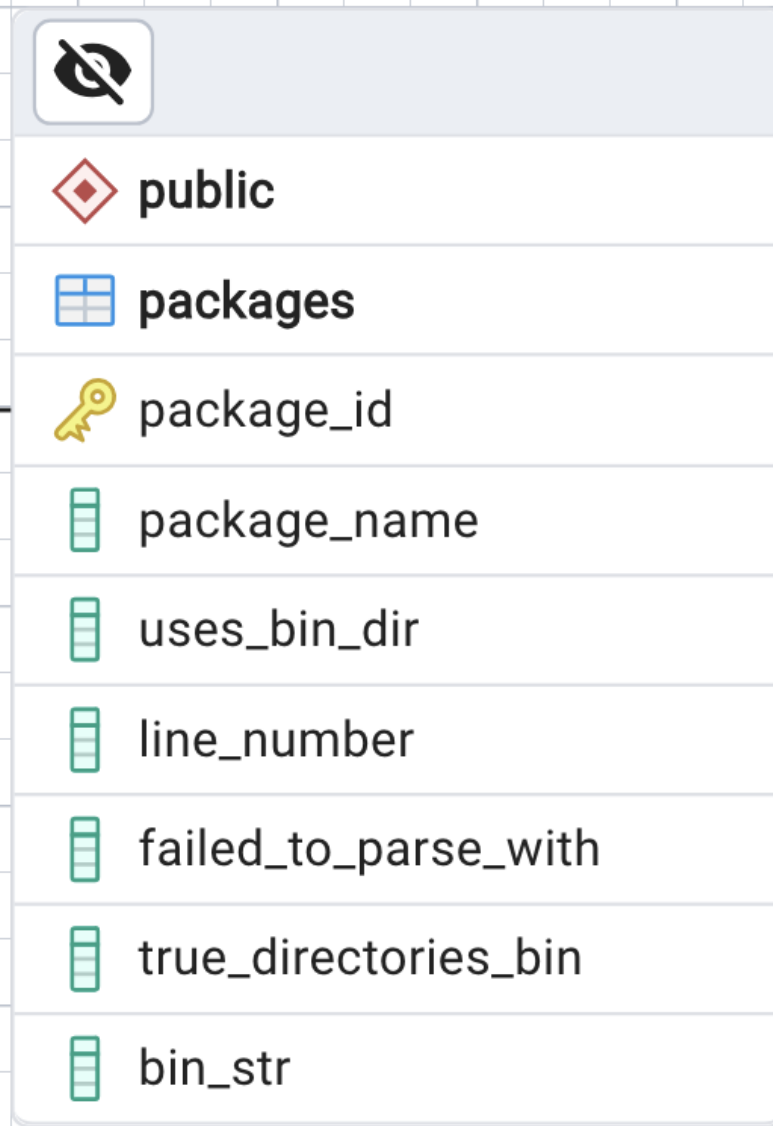 public
packages
package_id
package_name
uses_bin_dir
line_number
failed_to_parse_with
true_directories_bin
bin_str